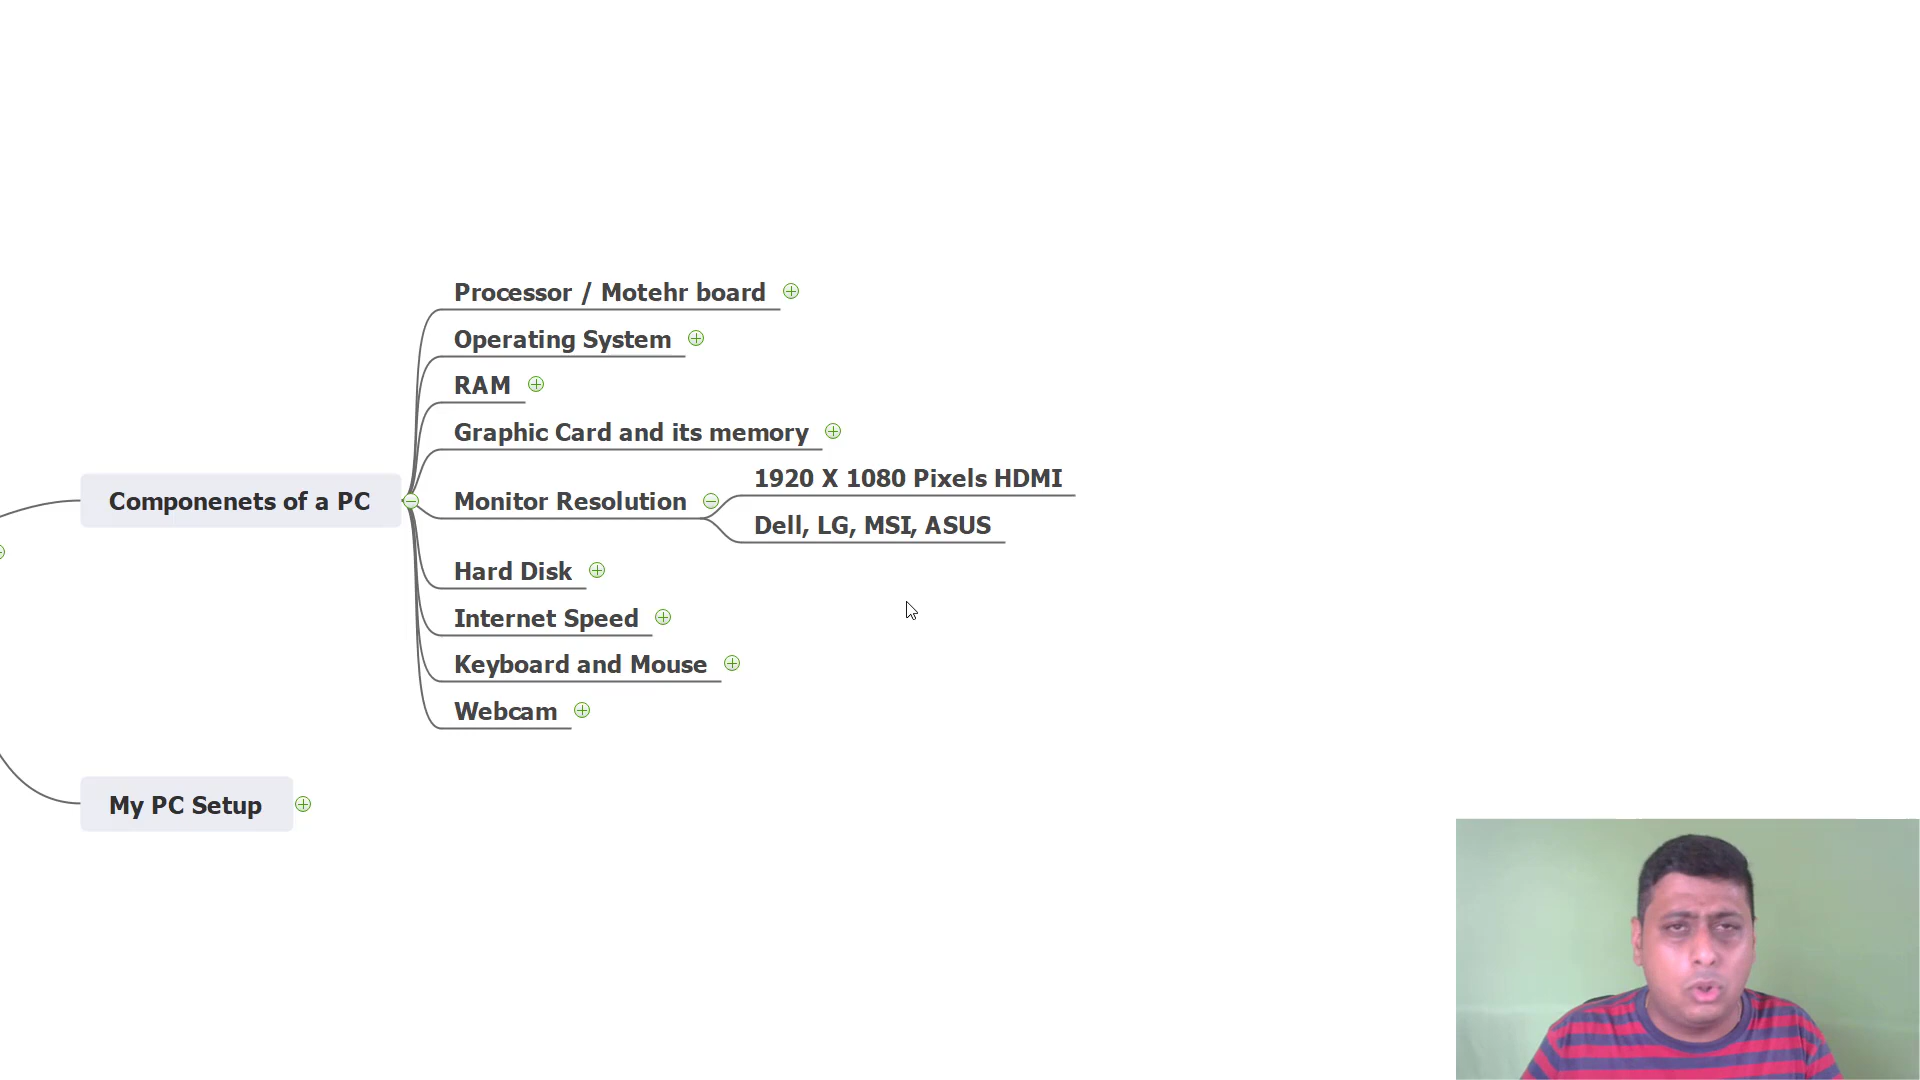 Processor / Motehr board
Operating System
RAM
Graphic Card and its memory
Componenets of a PC
Monitor Resolution
1920 X 1080 Pixels HDMI
Dell, LG, MSI, ASUS
Hard Disk
Internet Speed
Keyboard and Mouse
Webcam
My PC Setup